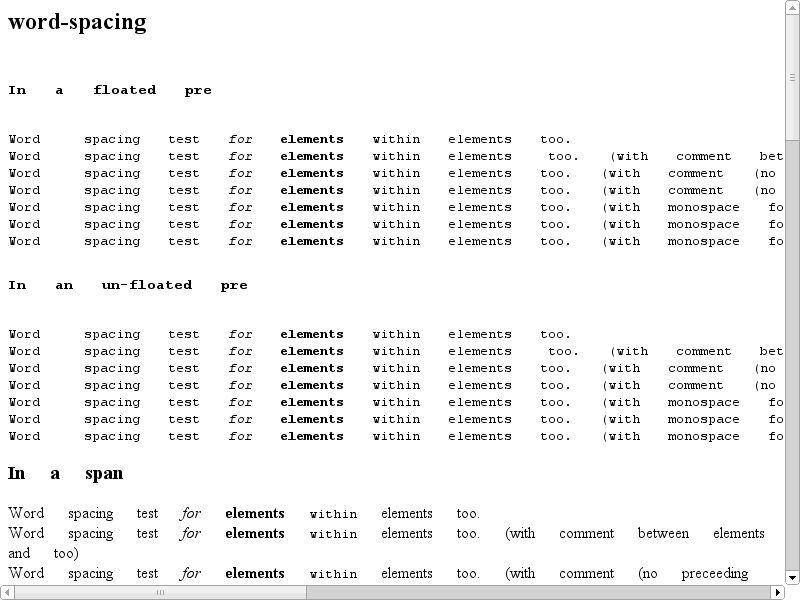 word-spacing
In a floated pre
Word spacing test for elements within elements too.
Word spacing test for elements within elements too. (with comment bet
Word spacing test for elements within elements too. (with comment (no
Word spacing test for elements within elements too. (with comment (no
Word spacing test for elements within elements too. (with monospace fo
Word spacing test for elements within elements too. (with monospace fo
Word spacing test for elements within elements too. (with monospace fo
In an un-floated pre
Word spacing test for elements within elements too.
Word spacing test for elements within elements too. (with comment bet
Word spacing test for elements within elements too. (with comment (no
Word spacing test for elements within elements too. (with comment (no
Word spacing test for elements within elements too. (with monospace fo
Word spacing test for elements within elements too. (with monospace fo
Word spacing test for elements within elements too. (with monospace fo
In a span
Word spacing test for elements within elements too.
Word spacing test for elements within elements too. (with comment between elements
and too)
Word spacing test for elements within elements too. (with comment (no preceeding